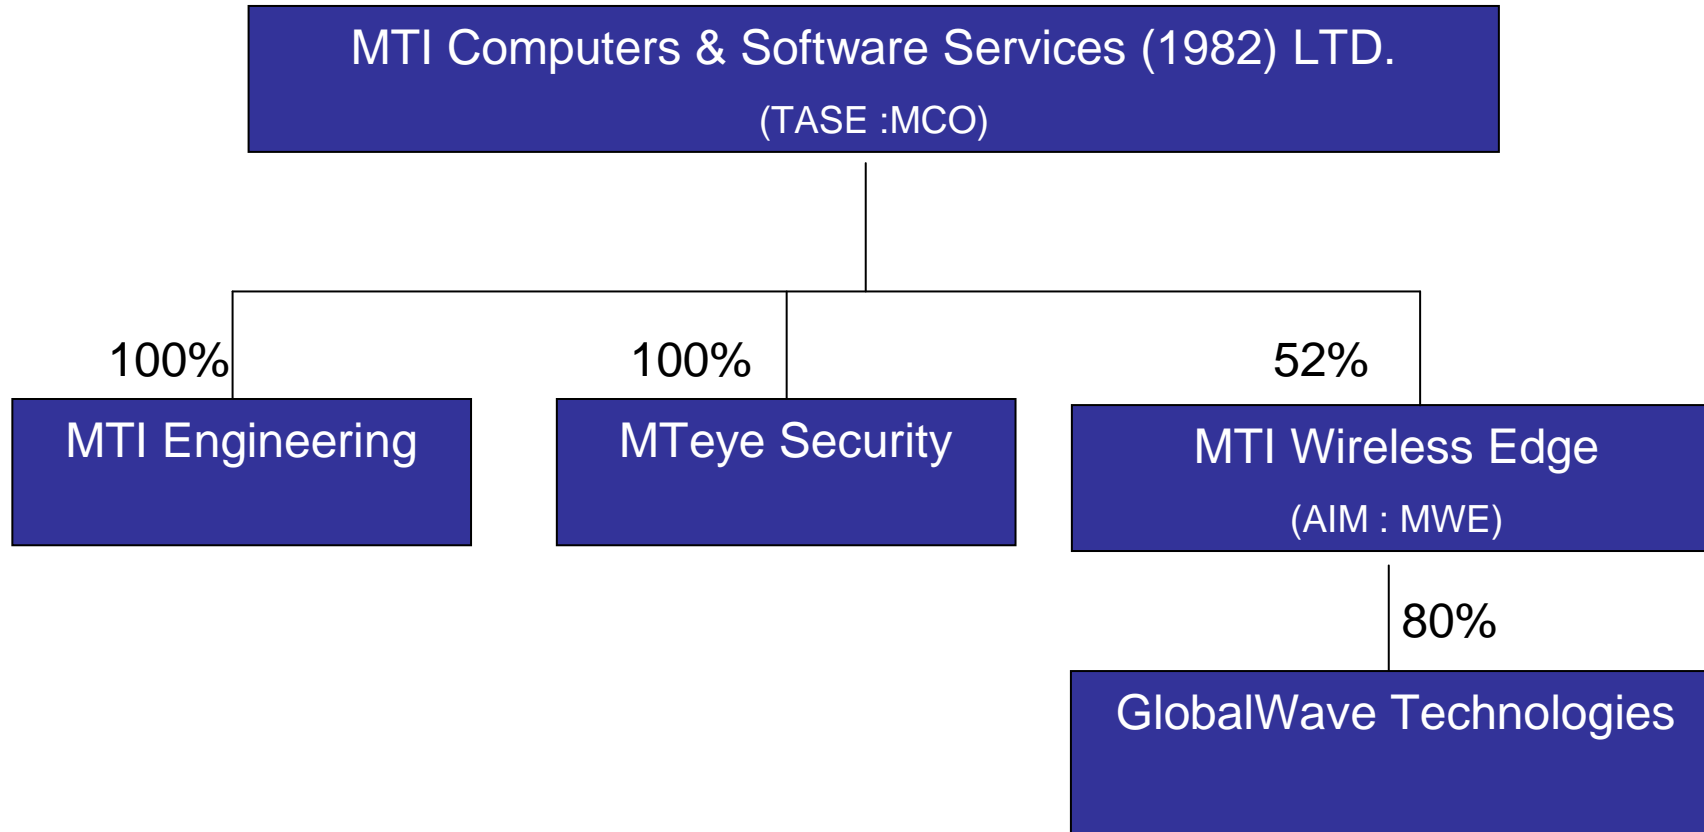 MTI Computers & Software Services (1982) LTD.
(TASE :MCO)
100%
100%
52%
MTI Engineering
MTeye Security
MTI Wireless Edge
(AIM : MWE)
80%
GlobalWave Technologies